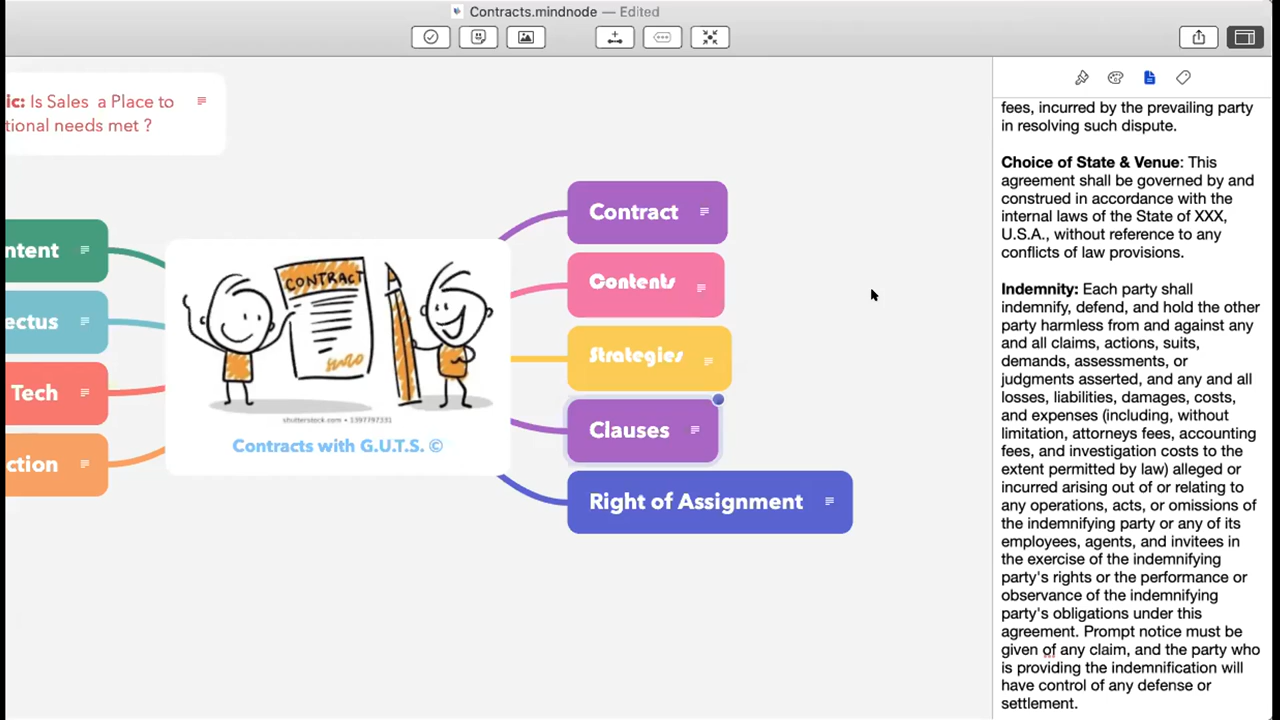 Contracts.mindnode — Edited
ic: Is Sales a Place to
tional needs met ?
ntent
ectus
Tech
ction
CONTRACT
shutterstock.com • 1397797331
Contracts with G.U.T.S. ©
Contract
Contents
Strategies
Clauses
Right of Assignment
fees, incurred by the prevailing party
in resolving such dispute.
Choice of State & Venue: This
agreement shall be governed by and
construed in accordance with the
internal laws of the State of XXX,
U.S.A., without reference to any
conflicts of law provisions.
Indemnity: Each party shall
indemnify, defend, and hold the other
party harmless from and against any
and all claims, actions, suits,
demands, assessments, or
judgments asserted, and any and all
losses, liabilities, damages, costs,
and expenses (including, without
limitation, attorneys fees, accounting
fees, and investigation costs to the
extent permitted by law) alleged or
incurred arising out of or relating to
any operations, acts, or omissions of
the indemnifying party or any of its
employees, agents, and invitees in
the exercise of the indemnifying
party's rights or the performance or
observance of the indemnifying
party's obligations under this
agreement. Prompt notice must be
given of any claim, and the party who
is providing the indemnification will
have control of any defense or
settlement.